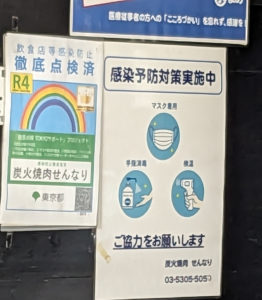 医療従事者の方への「こころづかい」を忘れず、感謝を
飲食店等感染防止
徹底点検済
R4
炭火焼肉せんなり
東京都
感染予防対策実施中
マスク着用
手指消毒
検温
ご協力をお願いします
炭火焼肉 せんなり
03-5305-5050